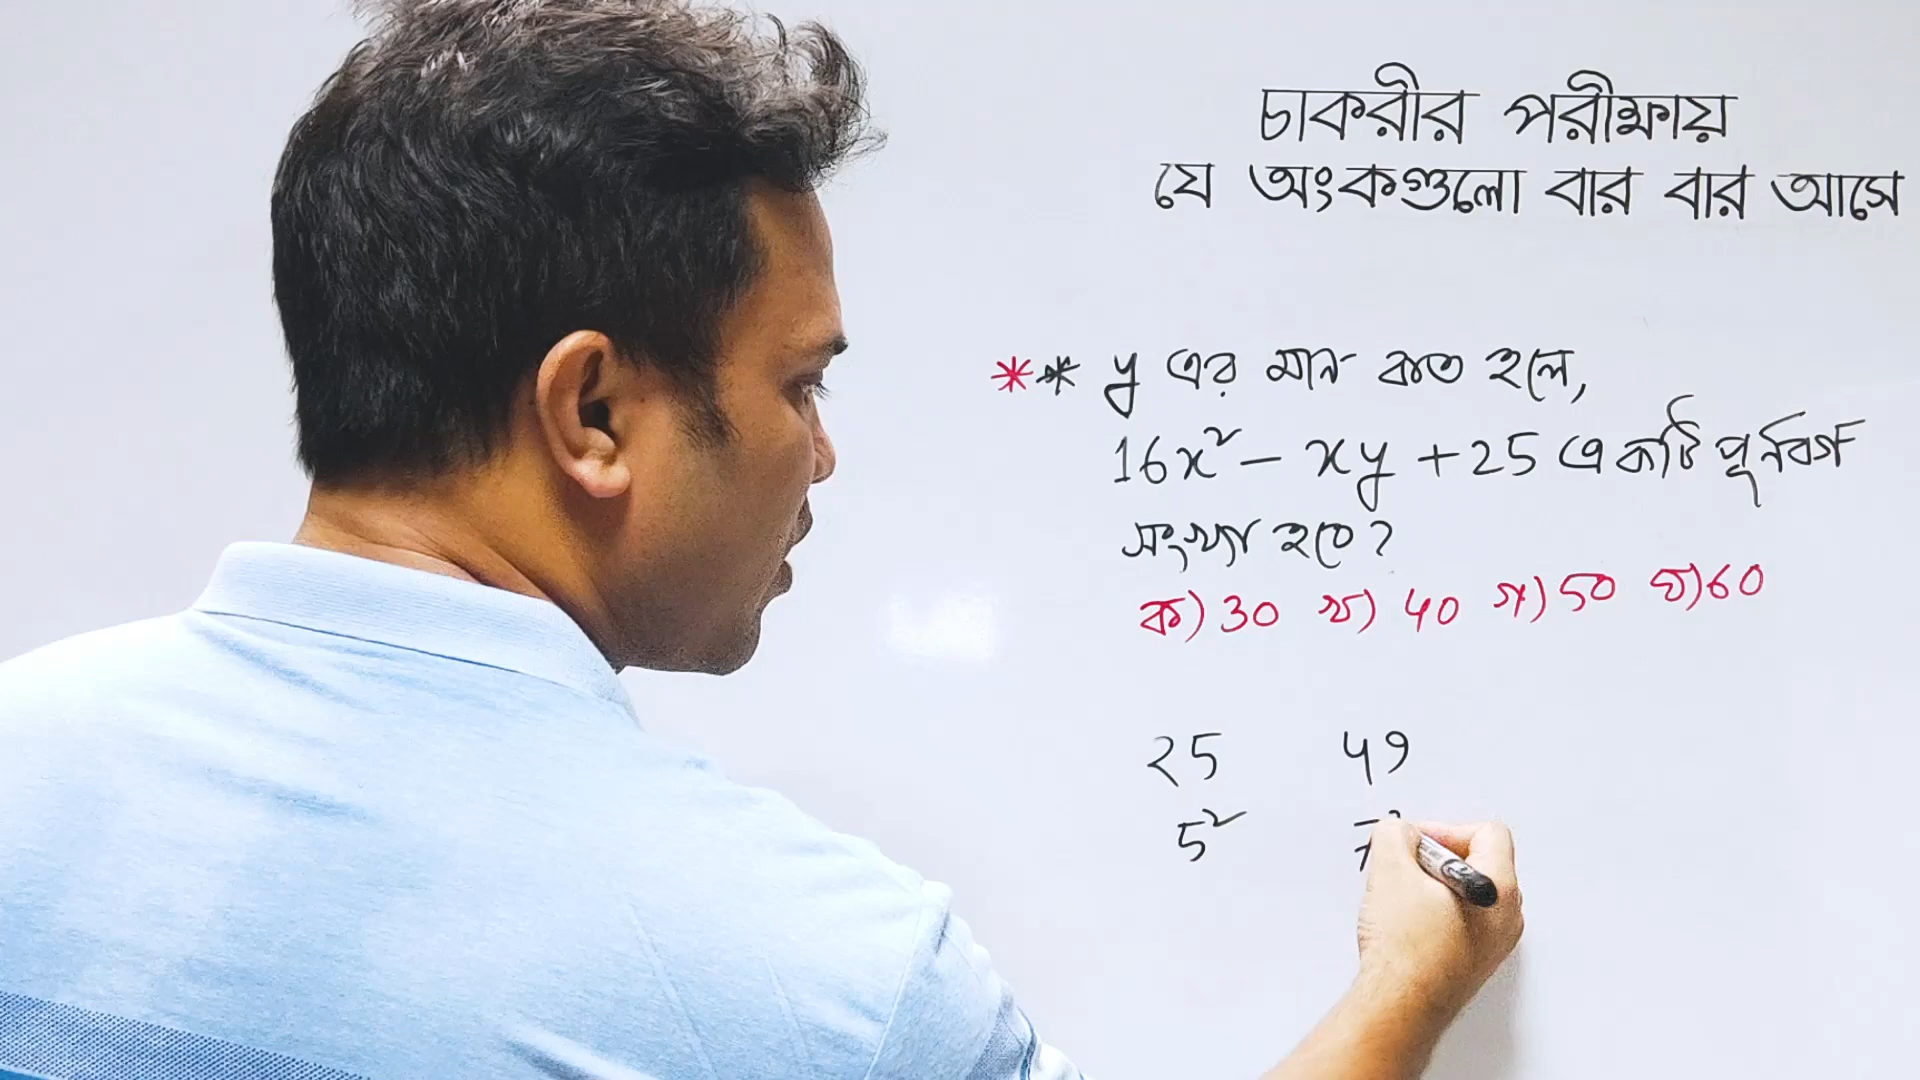 চাকরীর পরীক্ষায়
যে অংকগুলো বার বার আসে
** y এর মান কত হলে,
16x² - xy + 25 একটি পূর্নবর্গ
সংখ্যা হবে?
ক) 30 খ) 40 গ) 50 ঘ) 60
25 49
5² 7²